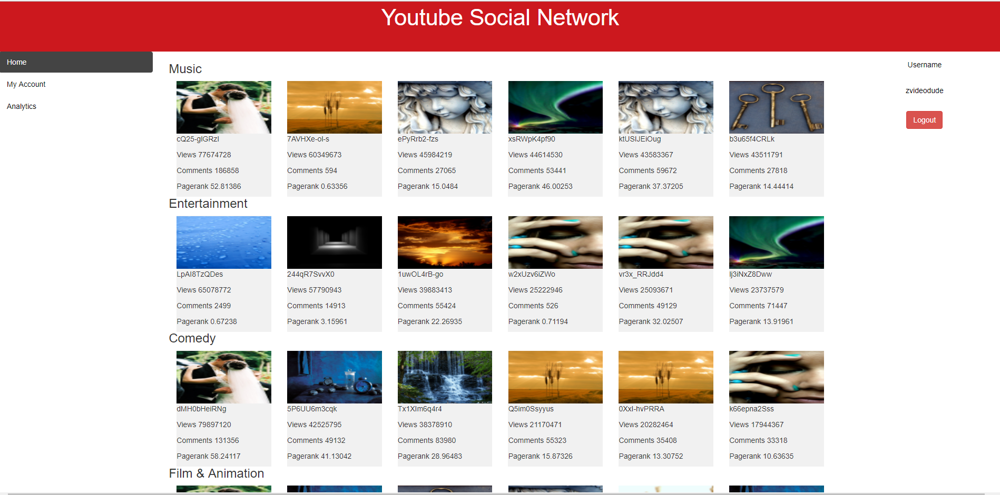 Youtube Social Network
Home
My Account
Analytics
Username
zvideodude
Logout
Music
cQ25-glGRzI
Views 77674728
Comments 186858
Pagerank 52.81386
7AVHXe-ol-s
Views 60349673
Comments 594
Pagerank 0.63356
ePyRrb2-fzs
Views 45984219
Comments 27065
Pagerank 15.0484
xsRWpK4pf90
Views 44614530
Comments 53441
Pagerank 46.00253
ktUSIJEiOug
Views 43583367
Comments 59672
Pagerank 37.37205
b3u65f4CRLk
Views 43511791
Comments 27818
Pagerank 14.44414
Entertainment
LpAI8TzQDes
Views 65078772
Comments 2499
Pagerank 0.67238
244qR7SvvX0
Views 57790943
Comments 14913
Pagerank 3.15961
1uwOL4rB-go
Views 39883413
Comments 55424
Pagerank 22.26935
w2xUzv6iZWo
Views 25222946
Comments 526
Pagerank 0.71194
vr3x_RRJdd4
Views 25093671
Comments 49129
Pagerank 32.02507
lj3iNxZ8Dww
Views 23737579
Comments 71447
Pagerank 13.91961
Comedy
dMH0bHeiRNg
Views 79897120
Comments 131356
Pagerank 58.24117
5P6UU6m3cqk
Views 42525795
Comments 49132
Pagerank 41.13042
Tx1XIm6q4r4
Views 38378910
Comments 83980
Pagerank 28.96483
Q5im0Ssyyus
Views 21170471
Comments 55323
Pagerank 15.87326
0XxI-hvPRRA
Views 20282464
Comments 35408
Pagerank 13.30752
k66epna2Sss
Views 17944367
Comments 33318
Pagerank 10.63635
Film & Animation